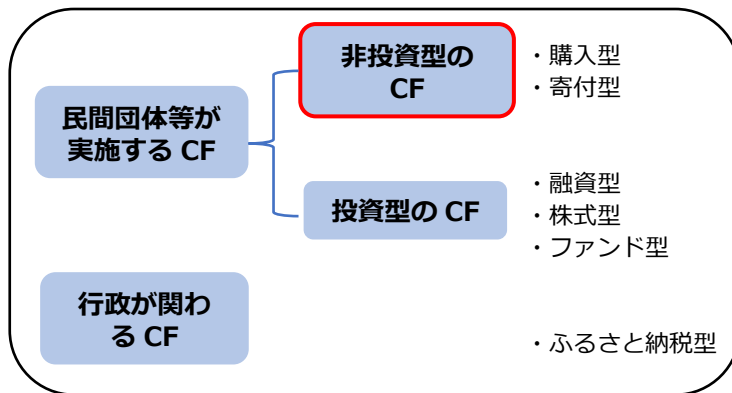 民間団体等が
実施する CF
非投資型の
CF
・購入型
・寄付型
投資型の CF
・融資型
・株式型
・ファンド型
行政が関わ
る CF
・ふるさと納税型